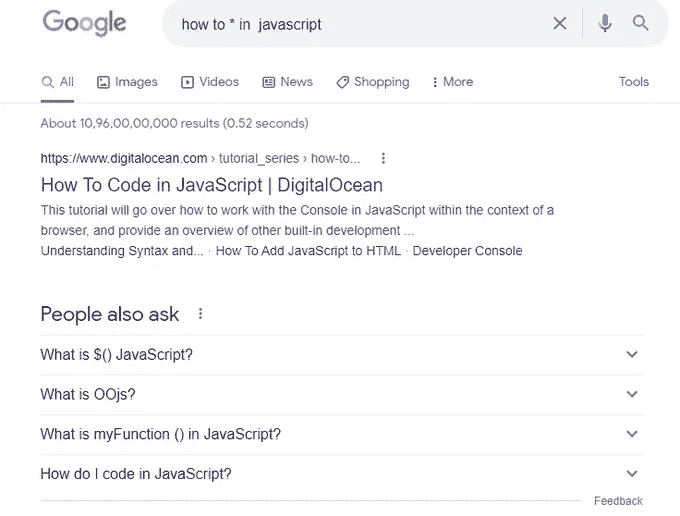 Google
how to * in  javascript
All Images Videos News Shopping More Tools
About 10,96,00,00,000 results (0.52 seconds)
https://www.digitalocean.com › tutorial_series › how-to...
How To Code in JavaScript | DigitalOcean
This tutorial will go over how to work with the Console in JavaScript within the context of a
browser, and provide an overview of other built-in development ...
Understanding Syntax and... · How To Add JavaScript to HTML · Developer Console
People also ask
What is $() JavaScript?
What is OOjs?
What is myFunction () in JavaScript?
How do I code in JavaScript?
Feedback